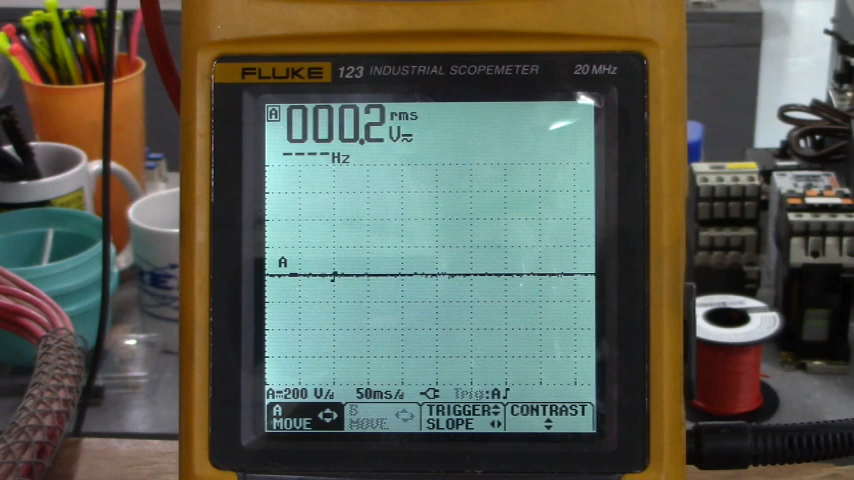 FLUKE 123 INDUSTRIAL SCOPEMETER 20 MHz
A 000.2 rms
V≂
----Hz
A
A=200 V/d 50ms/d Trig:A∫
A MOVE B MOVE TRIGGER SLOPE CONTRAST